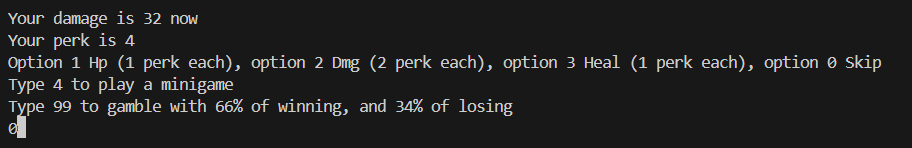 Your damage is 32 now
Your perk is 4
Option 1 Hp (1 perk each), option 2 Dmg (2 perk each), option 3 Heal (1 perk each), option 0 Skip
Type 4 to play a minigame
Type 99 to gamble with 66% of winning, and 34% of losing
0